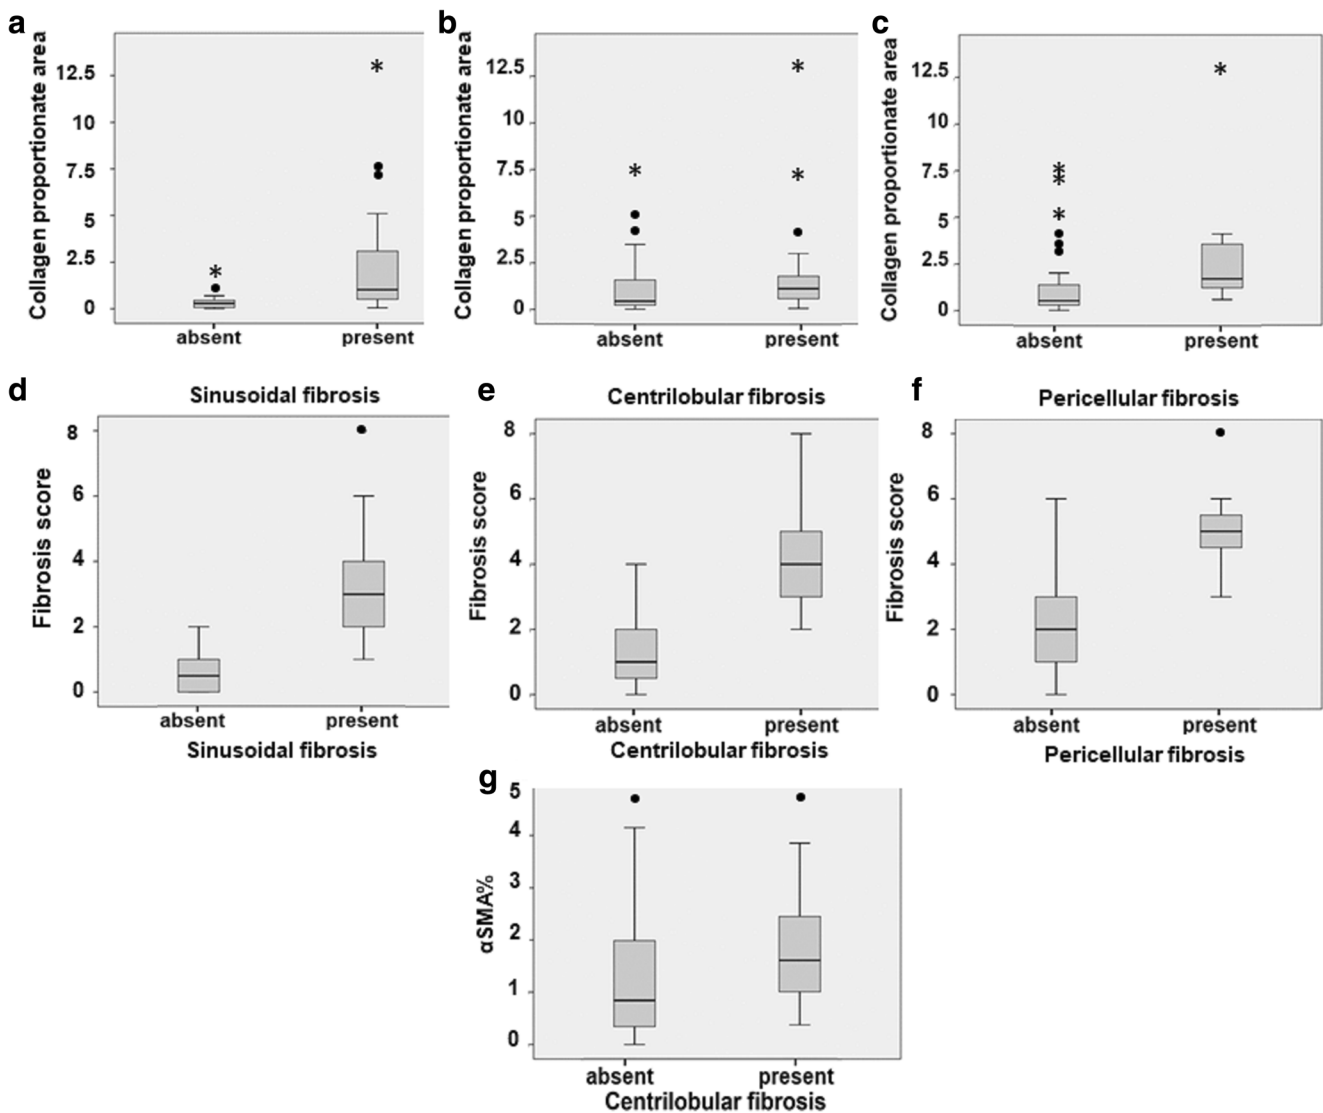 a
Collagen proportionate area
12.5
10
7.5
5
2.5
0
absent present
Sinusoidal fibrosis
b
Collagen proportionate area
12.5
10
7.5
5
2.5
0
absent present
Centrilobular fibrosis
c
Collagen proportionate area
12.5
10
7.5
5
2.5
0
absent present
Pericellular fibrosis
d
Fibrosis score
8
6
4
2
0
absent present
Sinusoidal fibrosis
e
Fibrosis score
8
6
4
2
0
absent present
Centrilobular fibrosis
f
Fibrosis score
8
6
4
2
0
absent present
Pericellular fibrosis
g
αSMA%
5
4
3
2
1
0
absent present
Centrilobular fibrosis